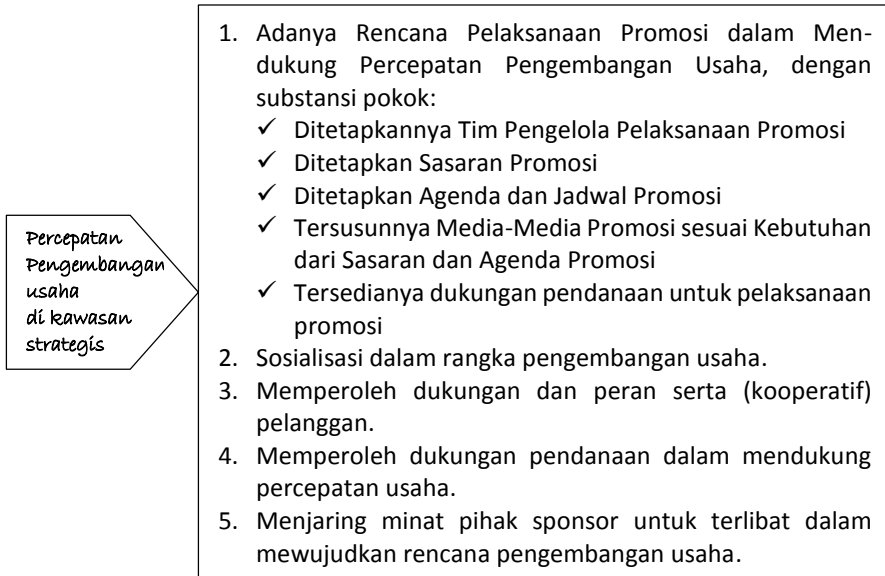 Percepatan
Pengembangan
usaha
di kawasan
strategis
1. Adanya Rencana Pelaksanaan Promosi dalam Men-
dukung Percepatan Pengembangan Usaha, dengan
substansi pokok:
✓ Ditetapkannya Tim Pengelola Pelaksanaan Promosi
✓ Ditetapkan Sasaran Promosi
✓ Ditetapkan Agenda dan Jadwal Promosi
✓ Tersusunnya Media-Media Promosi sesuai Kebutuhan
dari Sasaran dan Agenda Promosi
✓ Tersedianya dukungan pendanaan untuk pelaksanaan
promosi
2. Sosialisasi dalam rangka pengembangan usaha.
3. Memperoleh dukungan dan peran serta (kooperatif)
pelanggan.
4. Memperoleh dukungan pendanaan dalam mendukung
percepatan usaha.
5. Menjaring minat pihak sponsor untuk terlibat dalam
mewujudkan rencana pengembangan usaha.